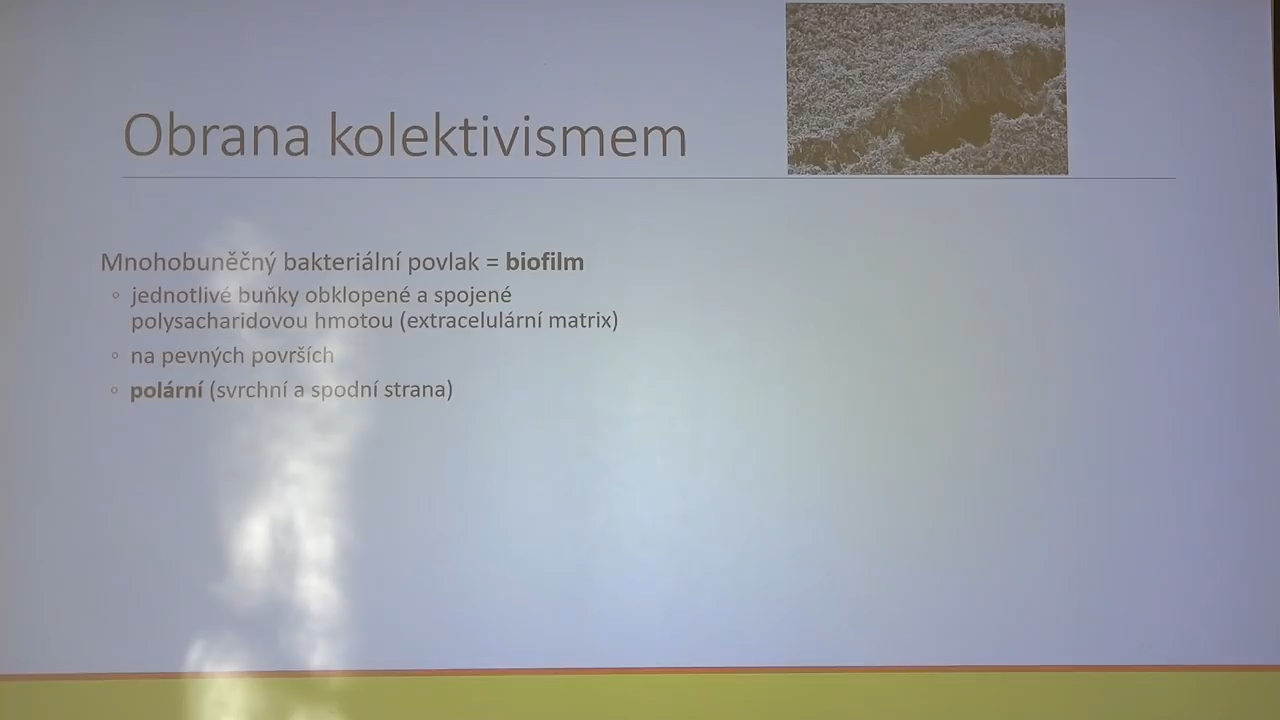 Obrana kolektivismem
Mnohobuněčný bakteriální povlak = biofilm
◦ jednotlivé buňky obklopené a spojené
polysacharidovou hmotou (extracelulární matrix)
◦ na pevných površích
◦ polární (svrchní a spodní strana)